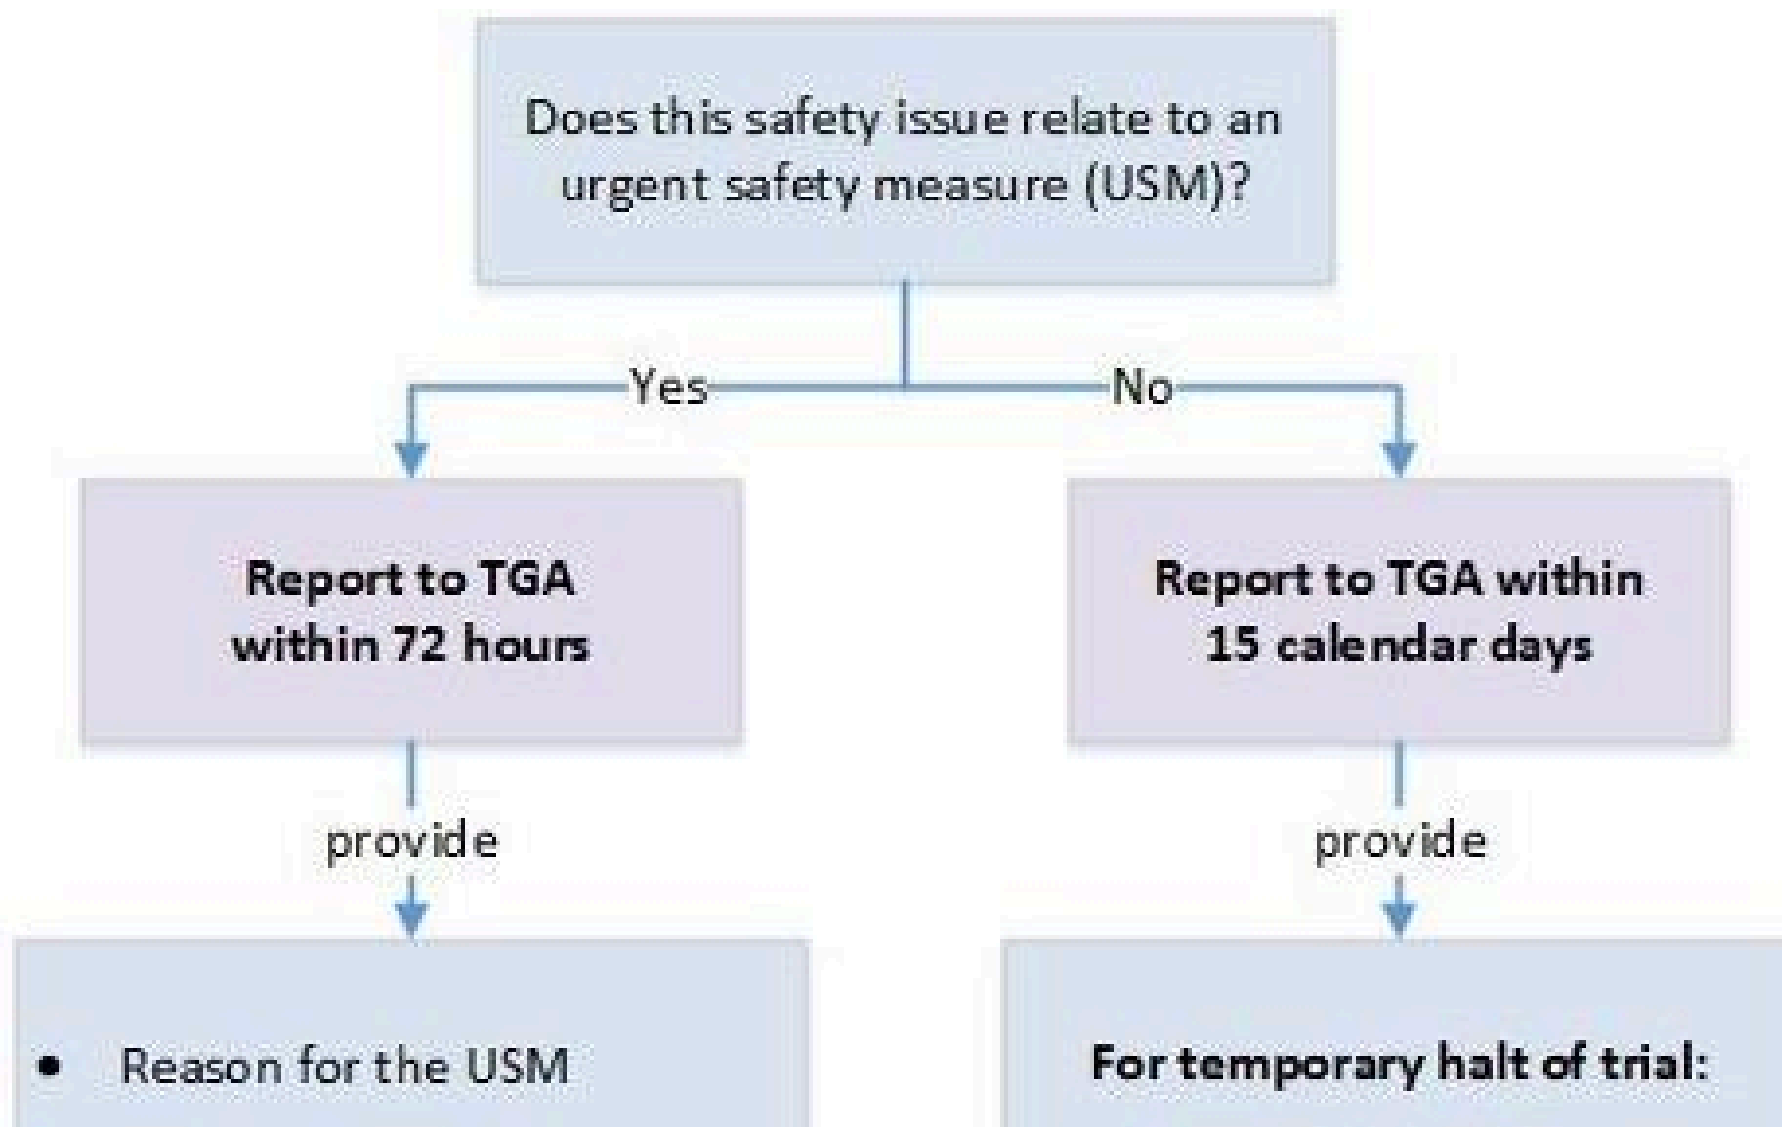 Does this safety issue relate to an
urgent safety measure (USM)?
Yes
No
Report to TGA
within 72 hours
Report to TGA within
15 calendar days
provide
provide
• Reason for the USM
For temporary halt of trial: